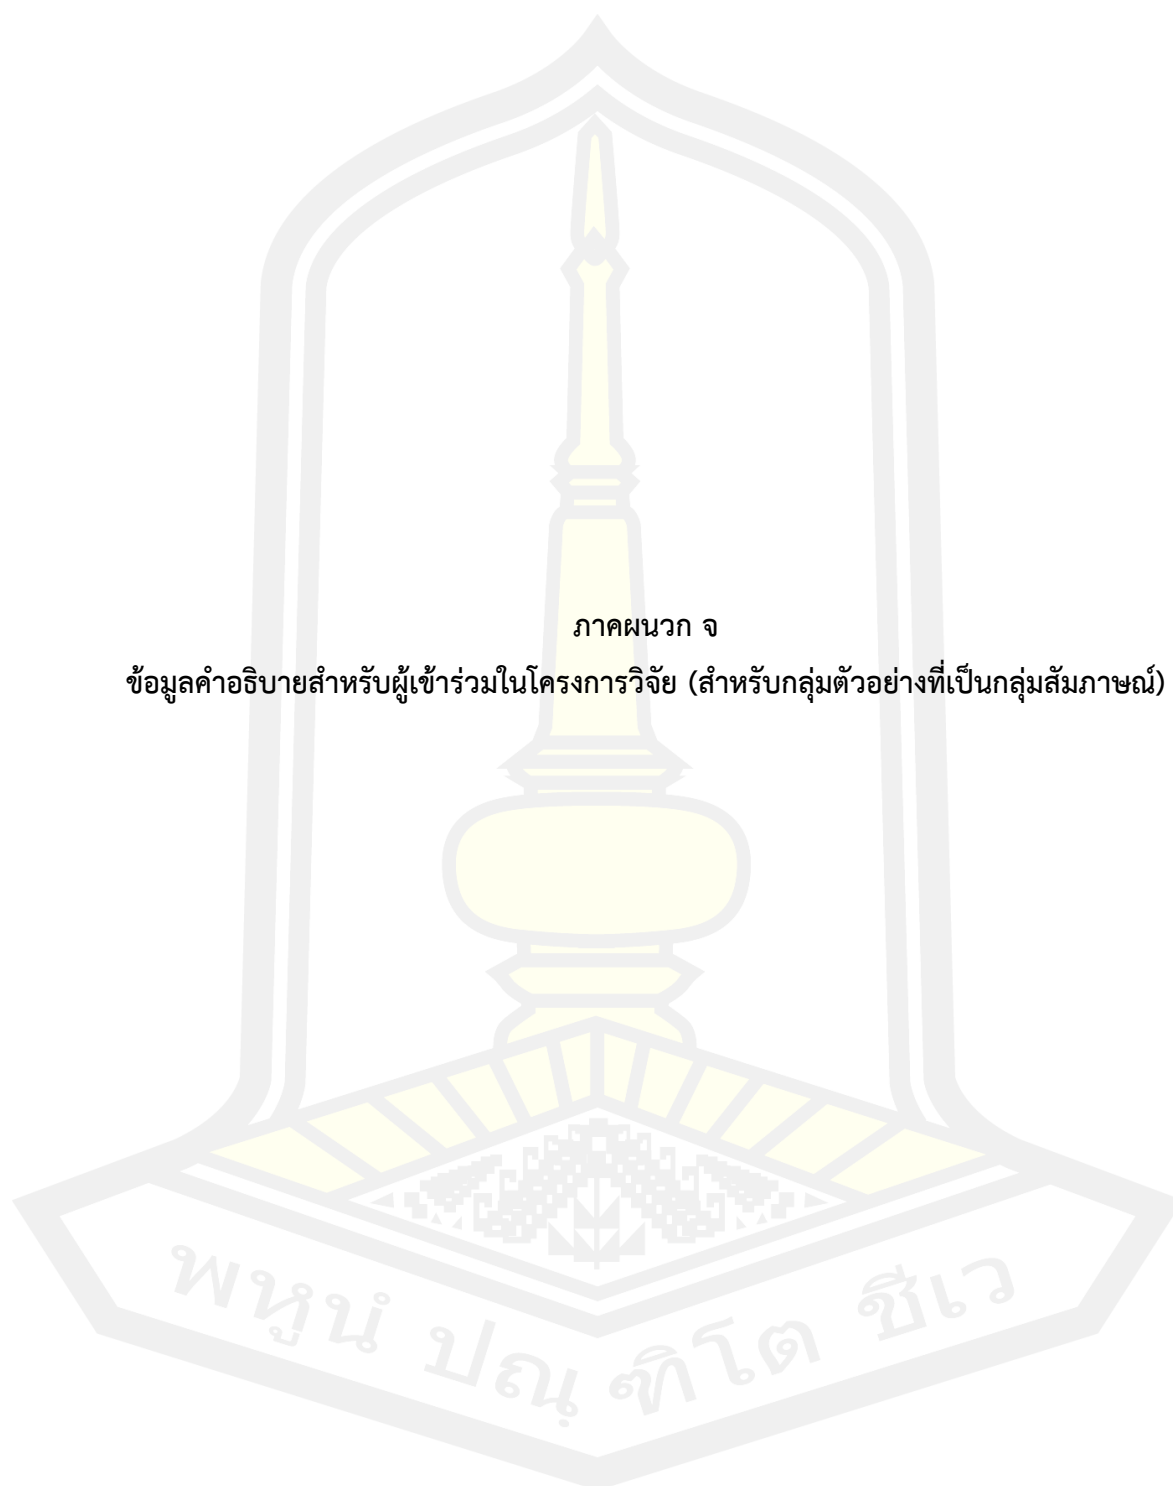 ภาคผนวก จ
ข้อมูลคำอธิบายสำหรับผู้เข้าร่วมในโครงการวิจัย (สำหรับกลุ่มตัวอย่างที่เป็นกลุ่มสัมภาษณ์)
พหูนํ ปณฺฑิโต ชีเว